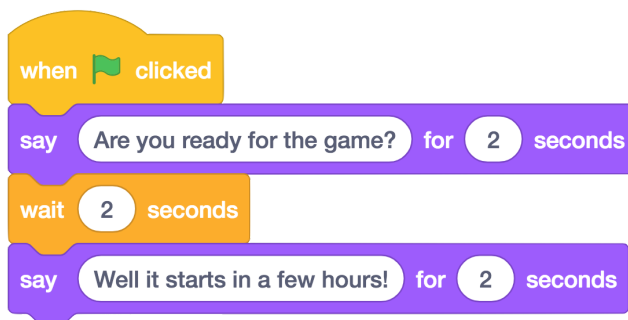 when clicked
say Are you ready for the game? for 2 seconds
wait 2 seconds
say Well it starts in a few hours! for 2 seconds